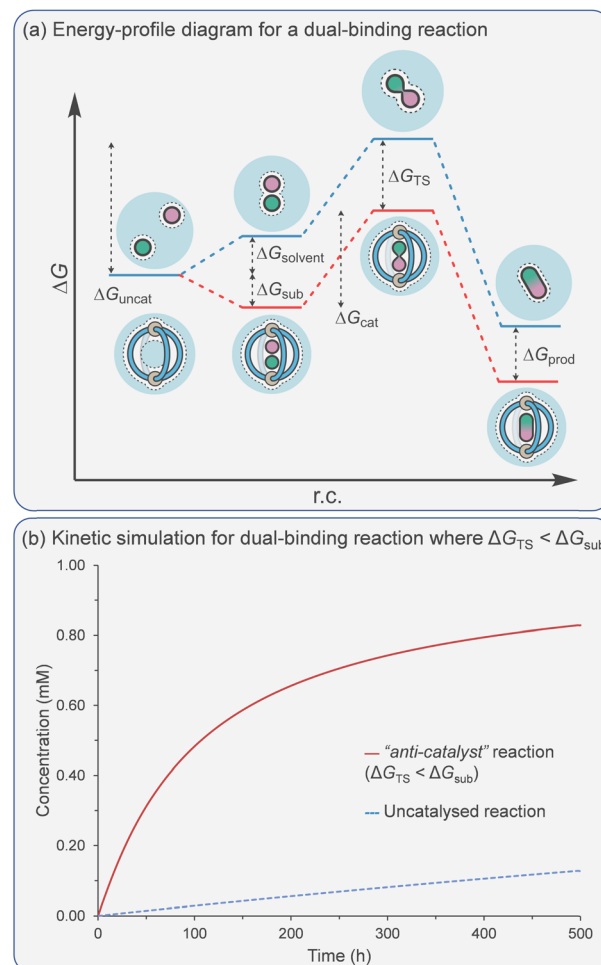 (a) Energy-profile diagram for a dual-binding reaction
ΔG
ΔGuncat
ΔGsolvent
ΔGsub
ΔGTS
ΔGcat
ΔGprod
r.c.
(b) Kinetic simulation for dual-binding reaction where ΔGTS < ΔGsub
Concentration (mM)
1.00
0.80
0.60
0.40
0.20
0.00
"anti-catalyst" reaction
(ΔGTS < ΔGsub)
Uncatalysed reaction
0
100
200
300
400
500
Time (h)